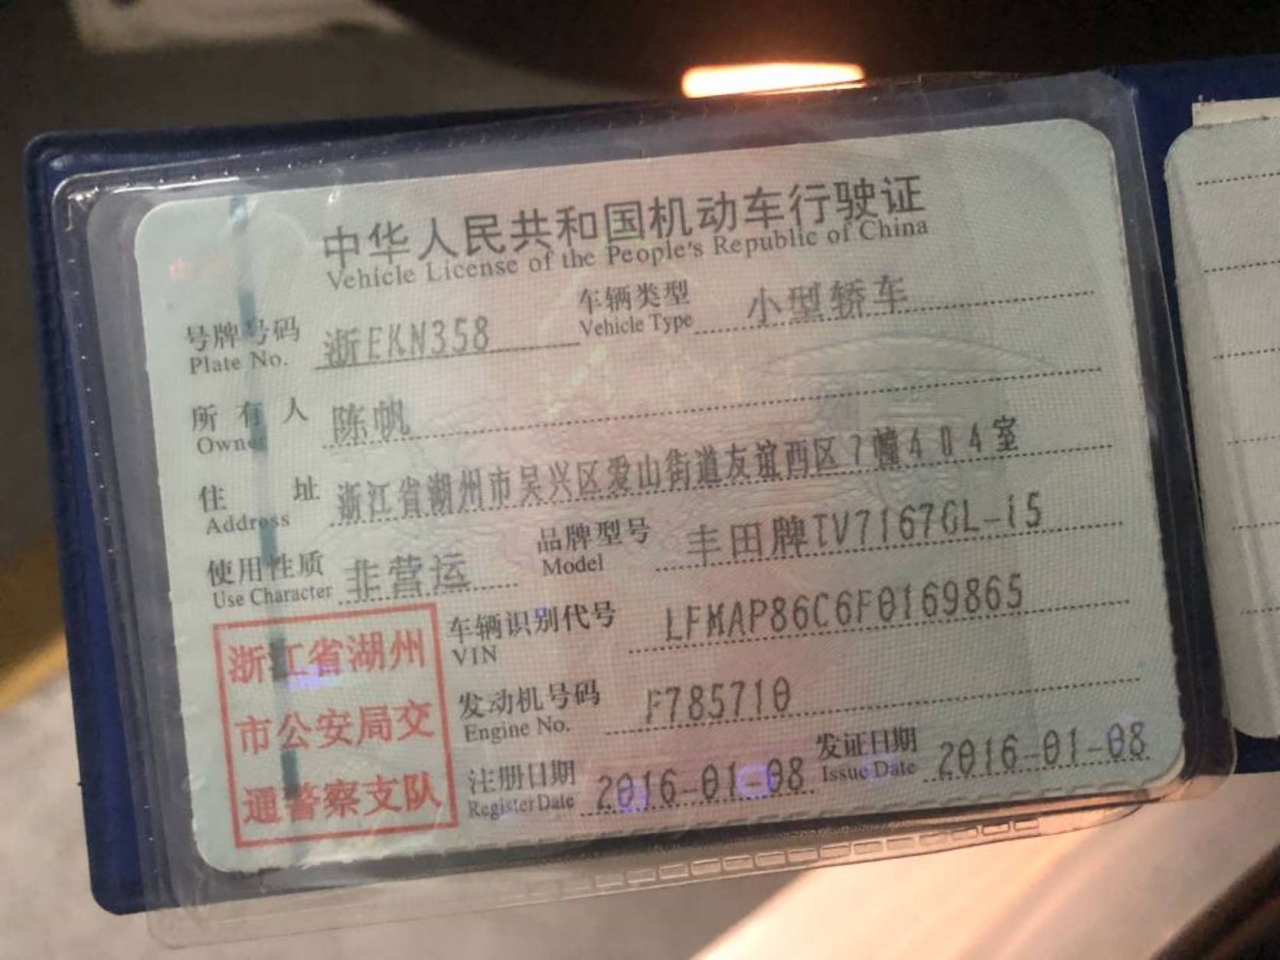 中华人民共和国机动车行驶证
Vehicle License of the People's Republic of China
号牌号码 浙EKN358 车辆类型 小型轿车
Plate No. Vehicle Type
所有人 陈帆
Owner
住址 浙江省湖州市吴兴区爱山街道友谊西区7幢404室
Address
使用性质 非营运 品牌型号 丰田牌TV7167GL-i5
Use Character Model
车辆识别代号 LFMAP86C6F0169865
VIN
发动机号码 F785710
Engine No.
注册日期 2016-01-08 发证日期 2016-01-08
Register Date Issue Date
浙江省湖州
市公安局交
通警察支队